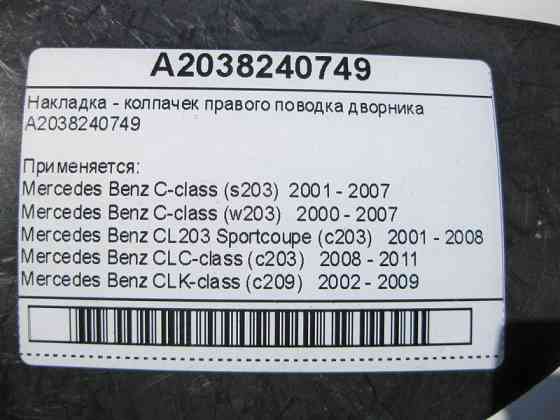 A2038240749
Накладка - колпачек правого поводка дворника
A2038240749
Применяется:
Mercedes Benz C-class (s203) 2001 - 2007
Mercedes Benz C-class (w203) 2000 - 2007
Mercedes Benz CL203 Sportcoupe (c203) 2001 - 2008
Mercedes Benz CLC-class (c203) 2008 - 2011
Mercedes Benz CLK-class (c209) 2002 - 2009